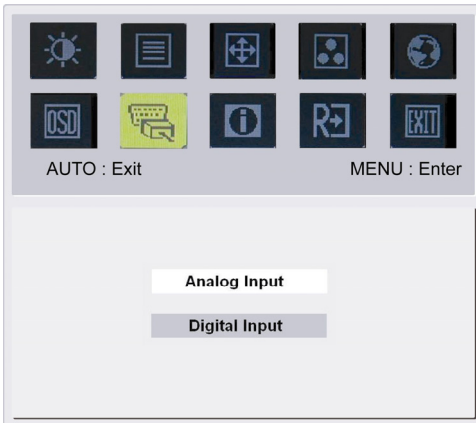 OSD
i
R
EXIT
AUTO : Exit
MENU : Enter
Analog Input
Digital Input